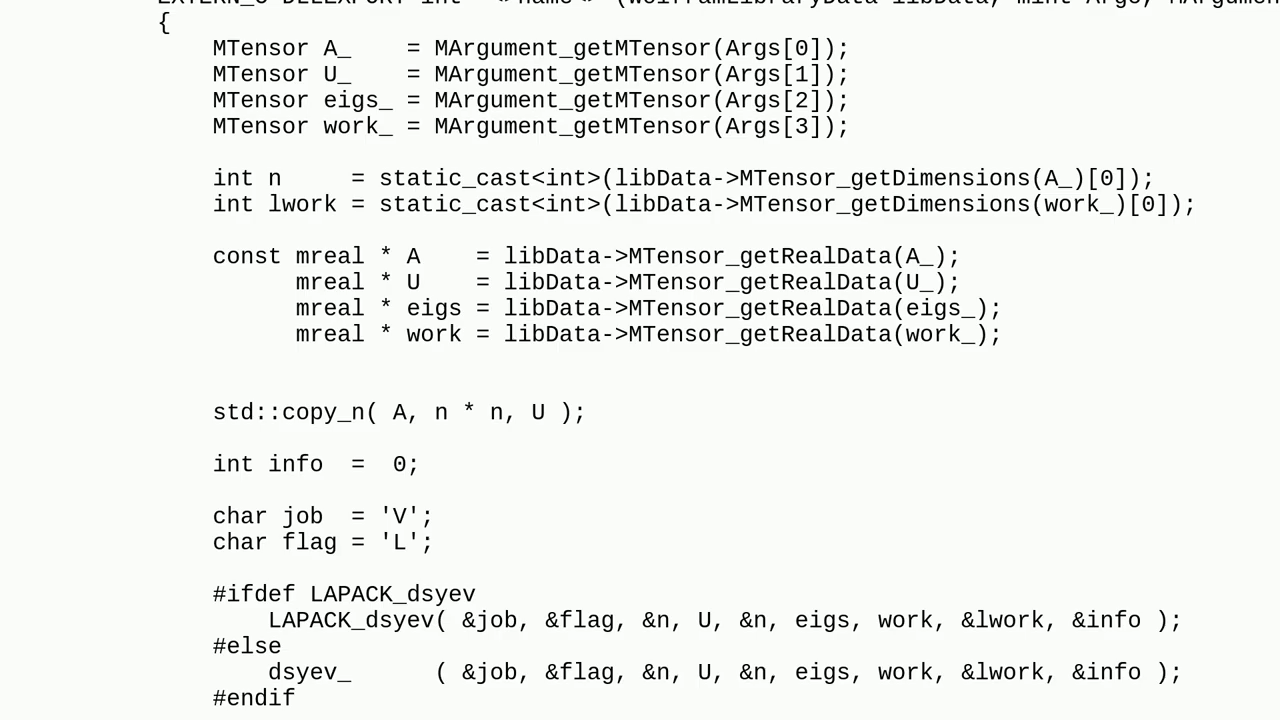 {
MTensor A_    = MArgument_getMTensor(Args[0]);
MTensor U_    = MArgument_getMTensor(Args[1]);
MTensor eigs_ = MArgument_getMTensor(Args[2]);
MTensor work_ = MArgument_getMTensor(Args[3]);
int n     = static_cast<int>(libData->MTensor_getDimensions(A_)[0]);
int lwork = static_cast<int>(libData->MTensor_getDimensions(work_)[0]);
const mreal * A    = libData->MTensor_getRealData(A_);
mreal * U    = libData->MTensor_getRealData(U_);
mreal * eigs = libData->MTensor_getRealData(eigs_);
mreal * work = libData->MTensor_getRealData(work_);
std::copy_n( A, n * n, U );
int info  =  0;
char job  = 'V';
char flag = 'L';
#ifdef LAPACK_dsyev
LAPACK_dsyev( &job, &flag, &n, U, &n, eigs, work, &lwork, &info );
#else
dsyev_      ( &job, &flag, &n, U, &n, eigs, work, &lwork, &info );
#endif